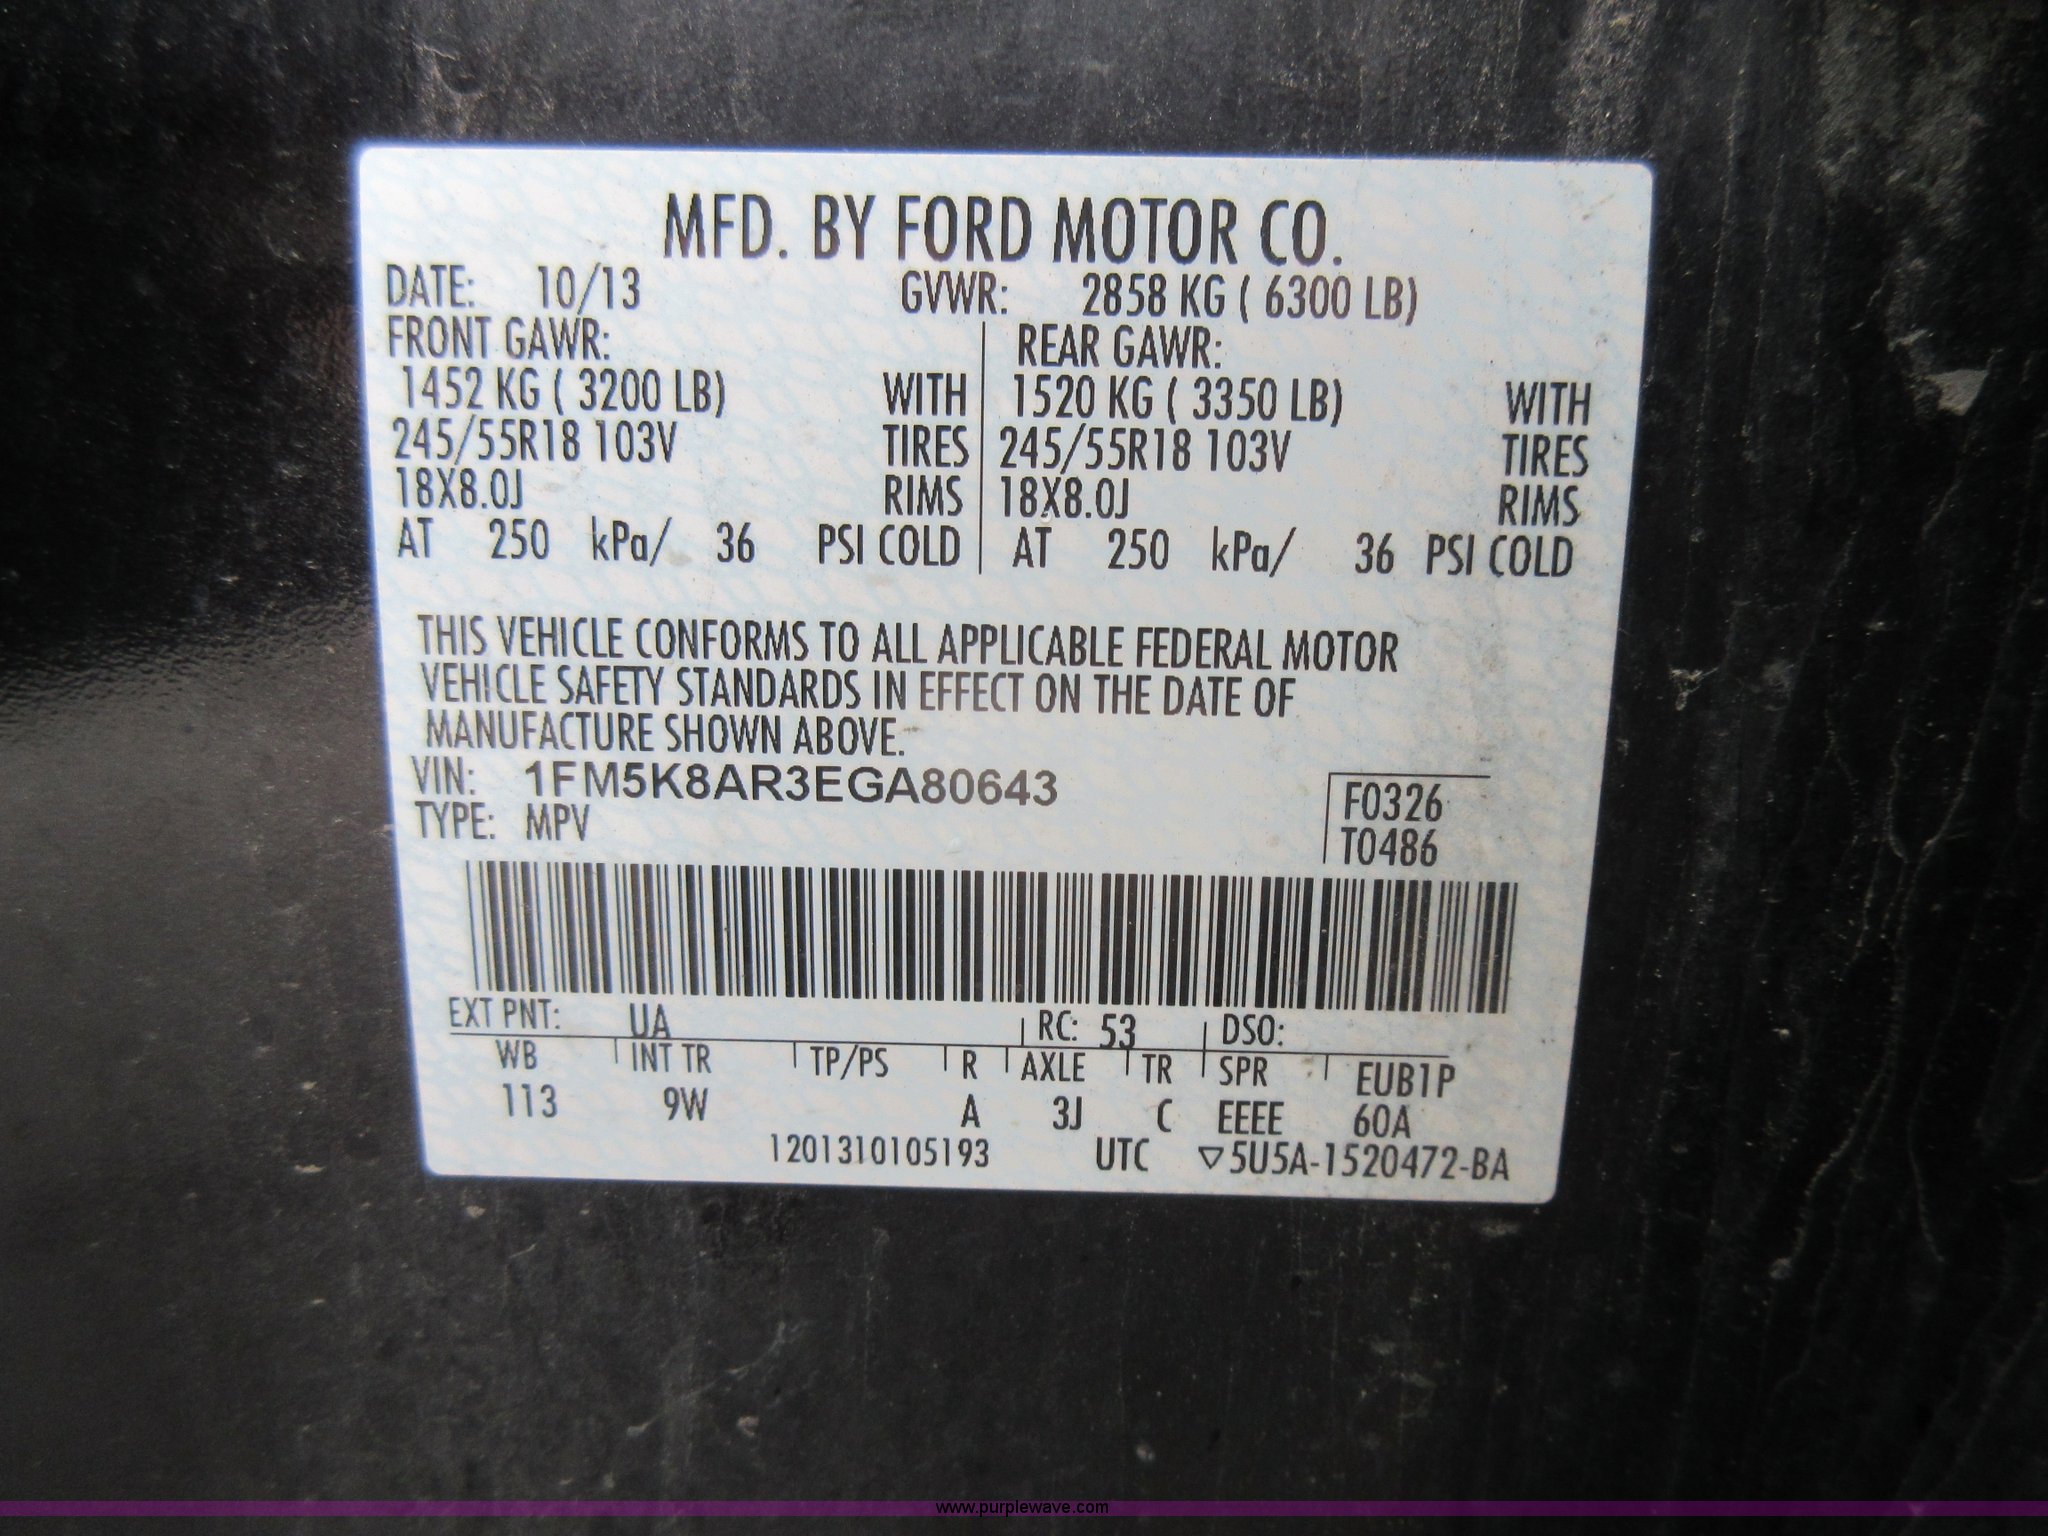 MFD. BY FORD MOTOR CO.
DATE: 10/13 GVWR: 2858 KG ( 6300 LB)
FRONT GAWR: REAR GAWR:
1452 KG ( 3200 LB) WITH 1520 KG ( 3350 LB) WITH
245/55R18 103V TIRES 245/55R18 103V TIRES
18X8.0J RIMS 18X8.0J RIMS
AT 250 kPa/ 36 PSI COLD AT 250 kPa/ 36 PSI COLD
THIS VEHICLE CONFORMS TO ALL APPLICABLE FEDERAL MOTOR
VEHICLE SAFETY STANDARDS IN EFFECT ON THE DATE OF
MANUFACTURE SHOWN ABOVE.
VIN: 1FM5K8AR3EGA80643
TYPE: MPV
F0326
T0486
EXT PNT: UA RC: 53 DSO:
WB INT TR TP/PS R AXLE TR SPR EUB1P
113 9W A 3J C EEEE 60A
1201310105193 UTC ▽5U5A-1520472-BA
www.purplewave.com